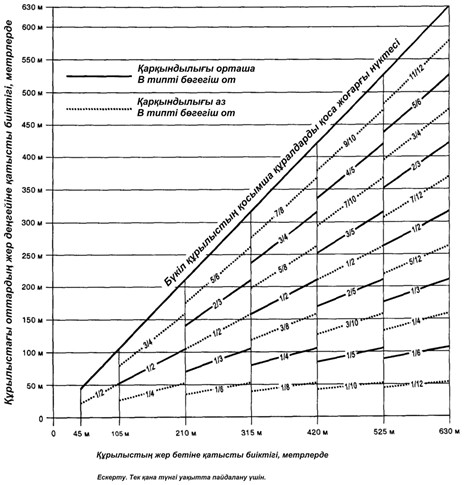 630 м
600 м
550 м
500 м
450 м
400 м
350 м
300 м
250 м
200 м
150 м
100 м
50 м
0
Құрылыстағы оттардың жер деңгейіне қатысты биіктігі, метрлерде
Қарқындылығы орташа
В типті бөгегіш от
Қарқындылығы аз
В типті бөгегіш от
Бүкіл құрылыстың қосымша құралдарды қоса жоғарғы нүктесі
1/2
3/4
1/2
1/4
5/6
2/3
1/2
1/3
1/6
7/8
3/4
5/8
1/2
3/8
1/4
1/8
9/10
4/5
7/10
3/5
1/2
2/5
3/10
1/5
1/10
11/12
5/6
3/4
2/3
7/12
1/2
5/12
1/3
1/4
1/6
1/12
0 45 м 105 м 210 м 315 м 420 м 525 м 630 м
Құрылыстың жер бетіне қатысты биіктігі, метрлерде
Ескерту. Тек қана түнгі уақытта пайдалану үшін.